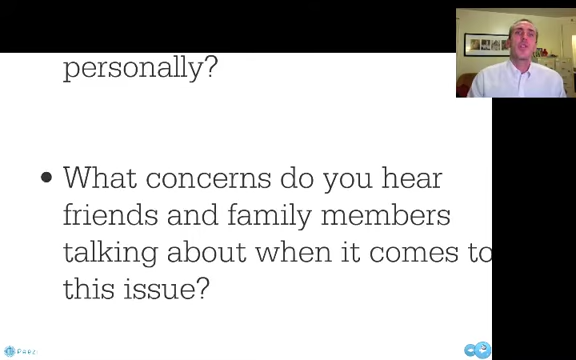 personally?
• What concerns do you hear
friends and family members
talking about when it comes to
this issue?